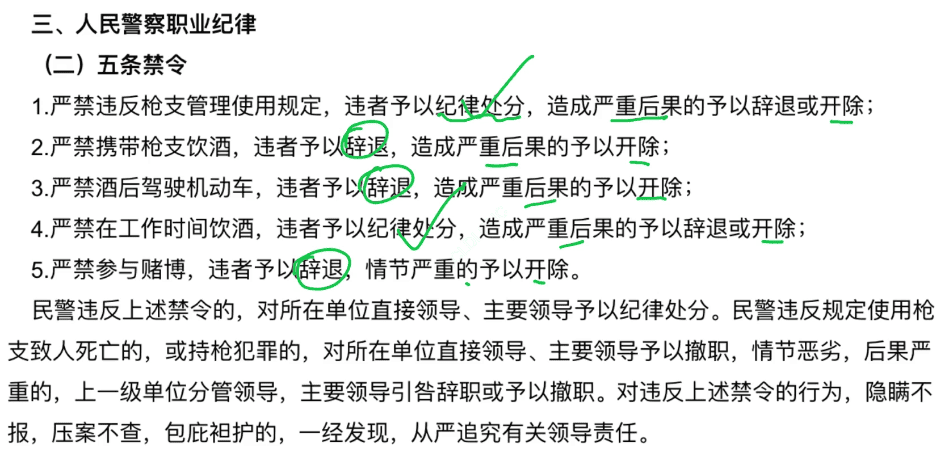 三、人民警察职业纪律
（二）五条禁令
1.严禁违反枪支管理使用规定，违者予以纪律处分，造成严重后果的予以辞退或开除；
2.严禁携带枪支饮酒，违者予以辞退，造成严重后果的予以开除；
3.严禁酒后驾驶机动车，违者予以辞退，造成严重后果的予以开除；
4.严禁在工作时间饮酒，违者予以纪律处分，造成严重后果的予以辞退或开除；
5.严禁参与赌博，违者予以辞退，情节严重的予以开除。
民警违反上述禁令的，对所在单位直接领导、主要领导予以纪律处分。民警违反规定使用枪
支致人死亡的，或持枪犯罪的，对所在单位直接领导、主要领导予以撤职，情节恶劣，后果严
重的，上一级单位分管领导，主要领导引咎辞职或予以撤职。对违反上述禁令的行为，隐瞒不
报，压案不查，包庇袒护的，一经发现，从严追究有关领导责任。